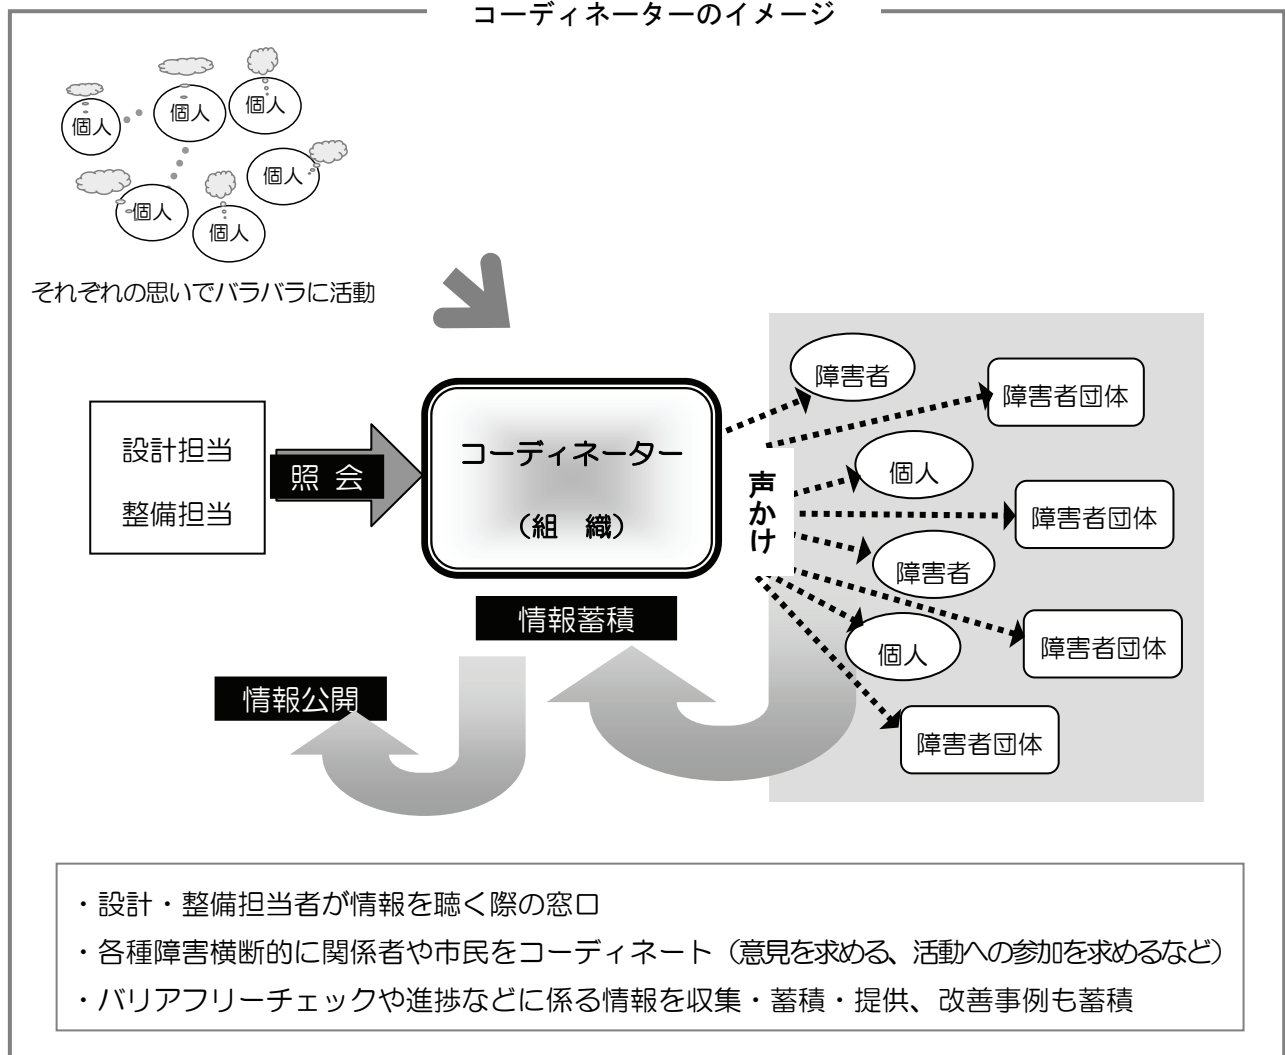 コーディネーターのイメージ
個人
個人
個人
個人
個人
個人
それぞれの思いでバラバラに活動
設計担当
整備担当
照 会
コーディネーター
（組 織）
声かけ
障害者
障害者団体
個人
障害者団体
障害者
個人
障害者団体
障害者団体
情報蓄積
情報公開
・設計・整備担当者が情報を聴く際の窓口
・各種障害横断的に関係者や市民をコーディネート（意見を求める、活動への参加を求めるなど）
・バリアフリーチェックや進捗などに係る情報を収集・蓄積・提供、改善事例も蓄積